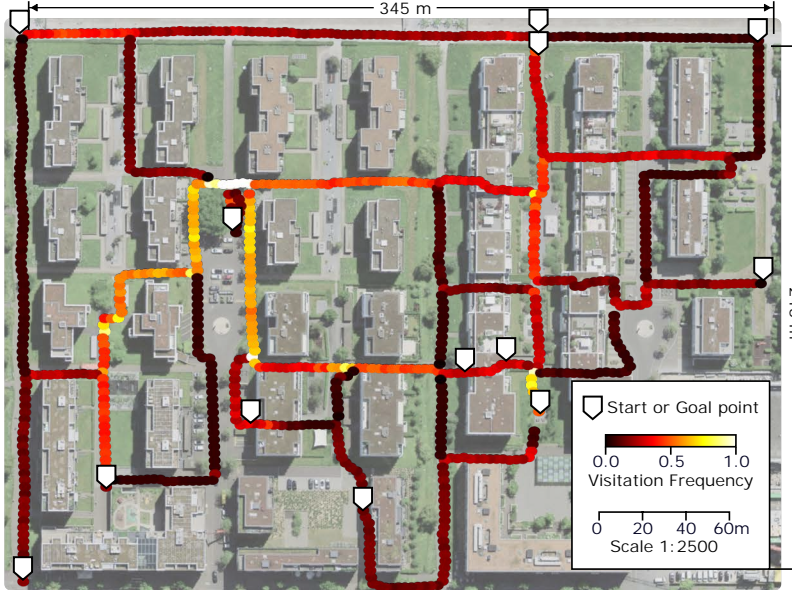 345 m
Start or Goal point
0.0 0.5 1.0
Visitation Frequency
0 20 40 60m
Scale 1:2500